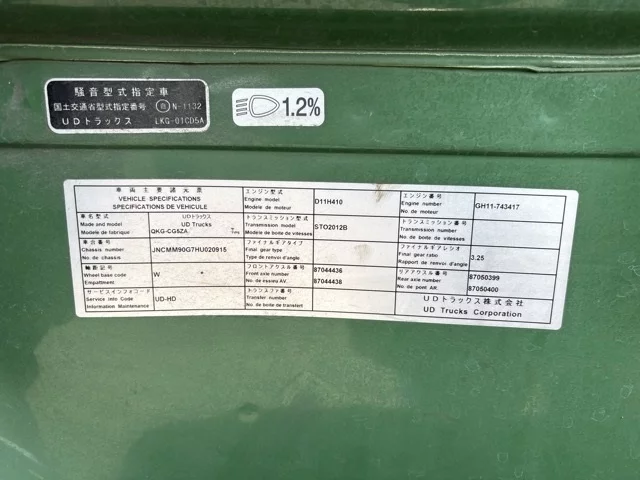 騒音型式指定車
国土交通省型式指定番号 自 N-1132
UDトラックス LKG-01CD5A
1.2%
車両主要諸元票
VEHICLE SPECIFICATIONS
SPECIFICATIONS DE VEHICULE
車名型式
Made and model
Modele de fabrique
UDトラックス
UD Trucks
QKG-CG5ZA
車台番号
Chassis number
No de chassis
JNCMM90G7HU020915
軸距記号
Wheel base code
Empattment
W
サービスインフォコード
Service info Code
Information Maintenance
UD-HD
エンジン型式
Engine model
Modele de moteur
D11H410
トランスミッション型式
Transmission model
Modele de boite de vitesses
STO2012B
ファイナルギアタイプ
Final gear type
Type de renvoi d'angle
フロントアクスル番号
Front axle number
No de essieu AV.
87044436
87044438
トランスファ番号
Transfer number
No de boite de transfert
エンジン番号
Engine number
No de moteur
GH11-743417
トランスミッション番号
Transmission number
No de boite de vitesses
ファイナルギアレシオ
Final gear ratio
Rapport de renvoi d'angle
3.25
リアアクスル番号
Rear axle number
No de pont AR.
87050399
87050400
UDトラックス株式会社
UD Trucks Corporation